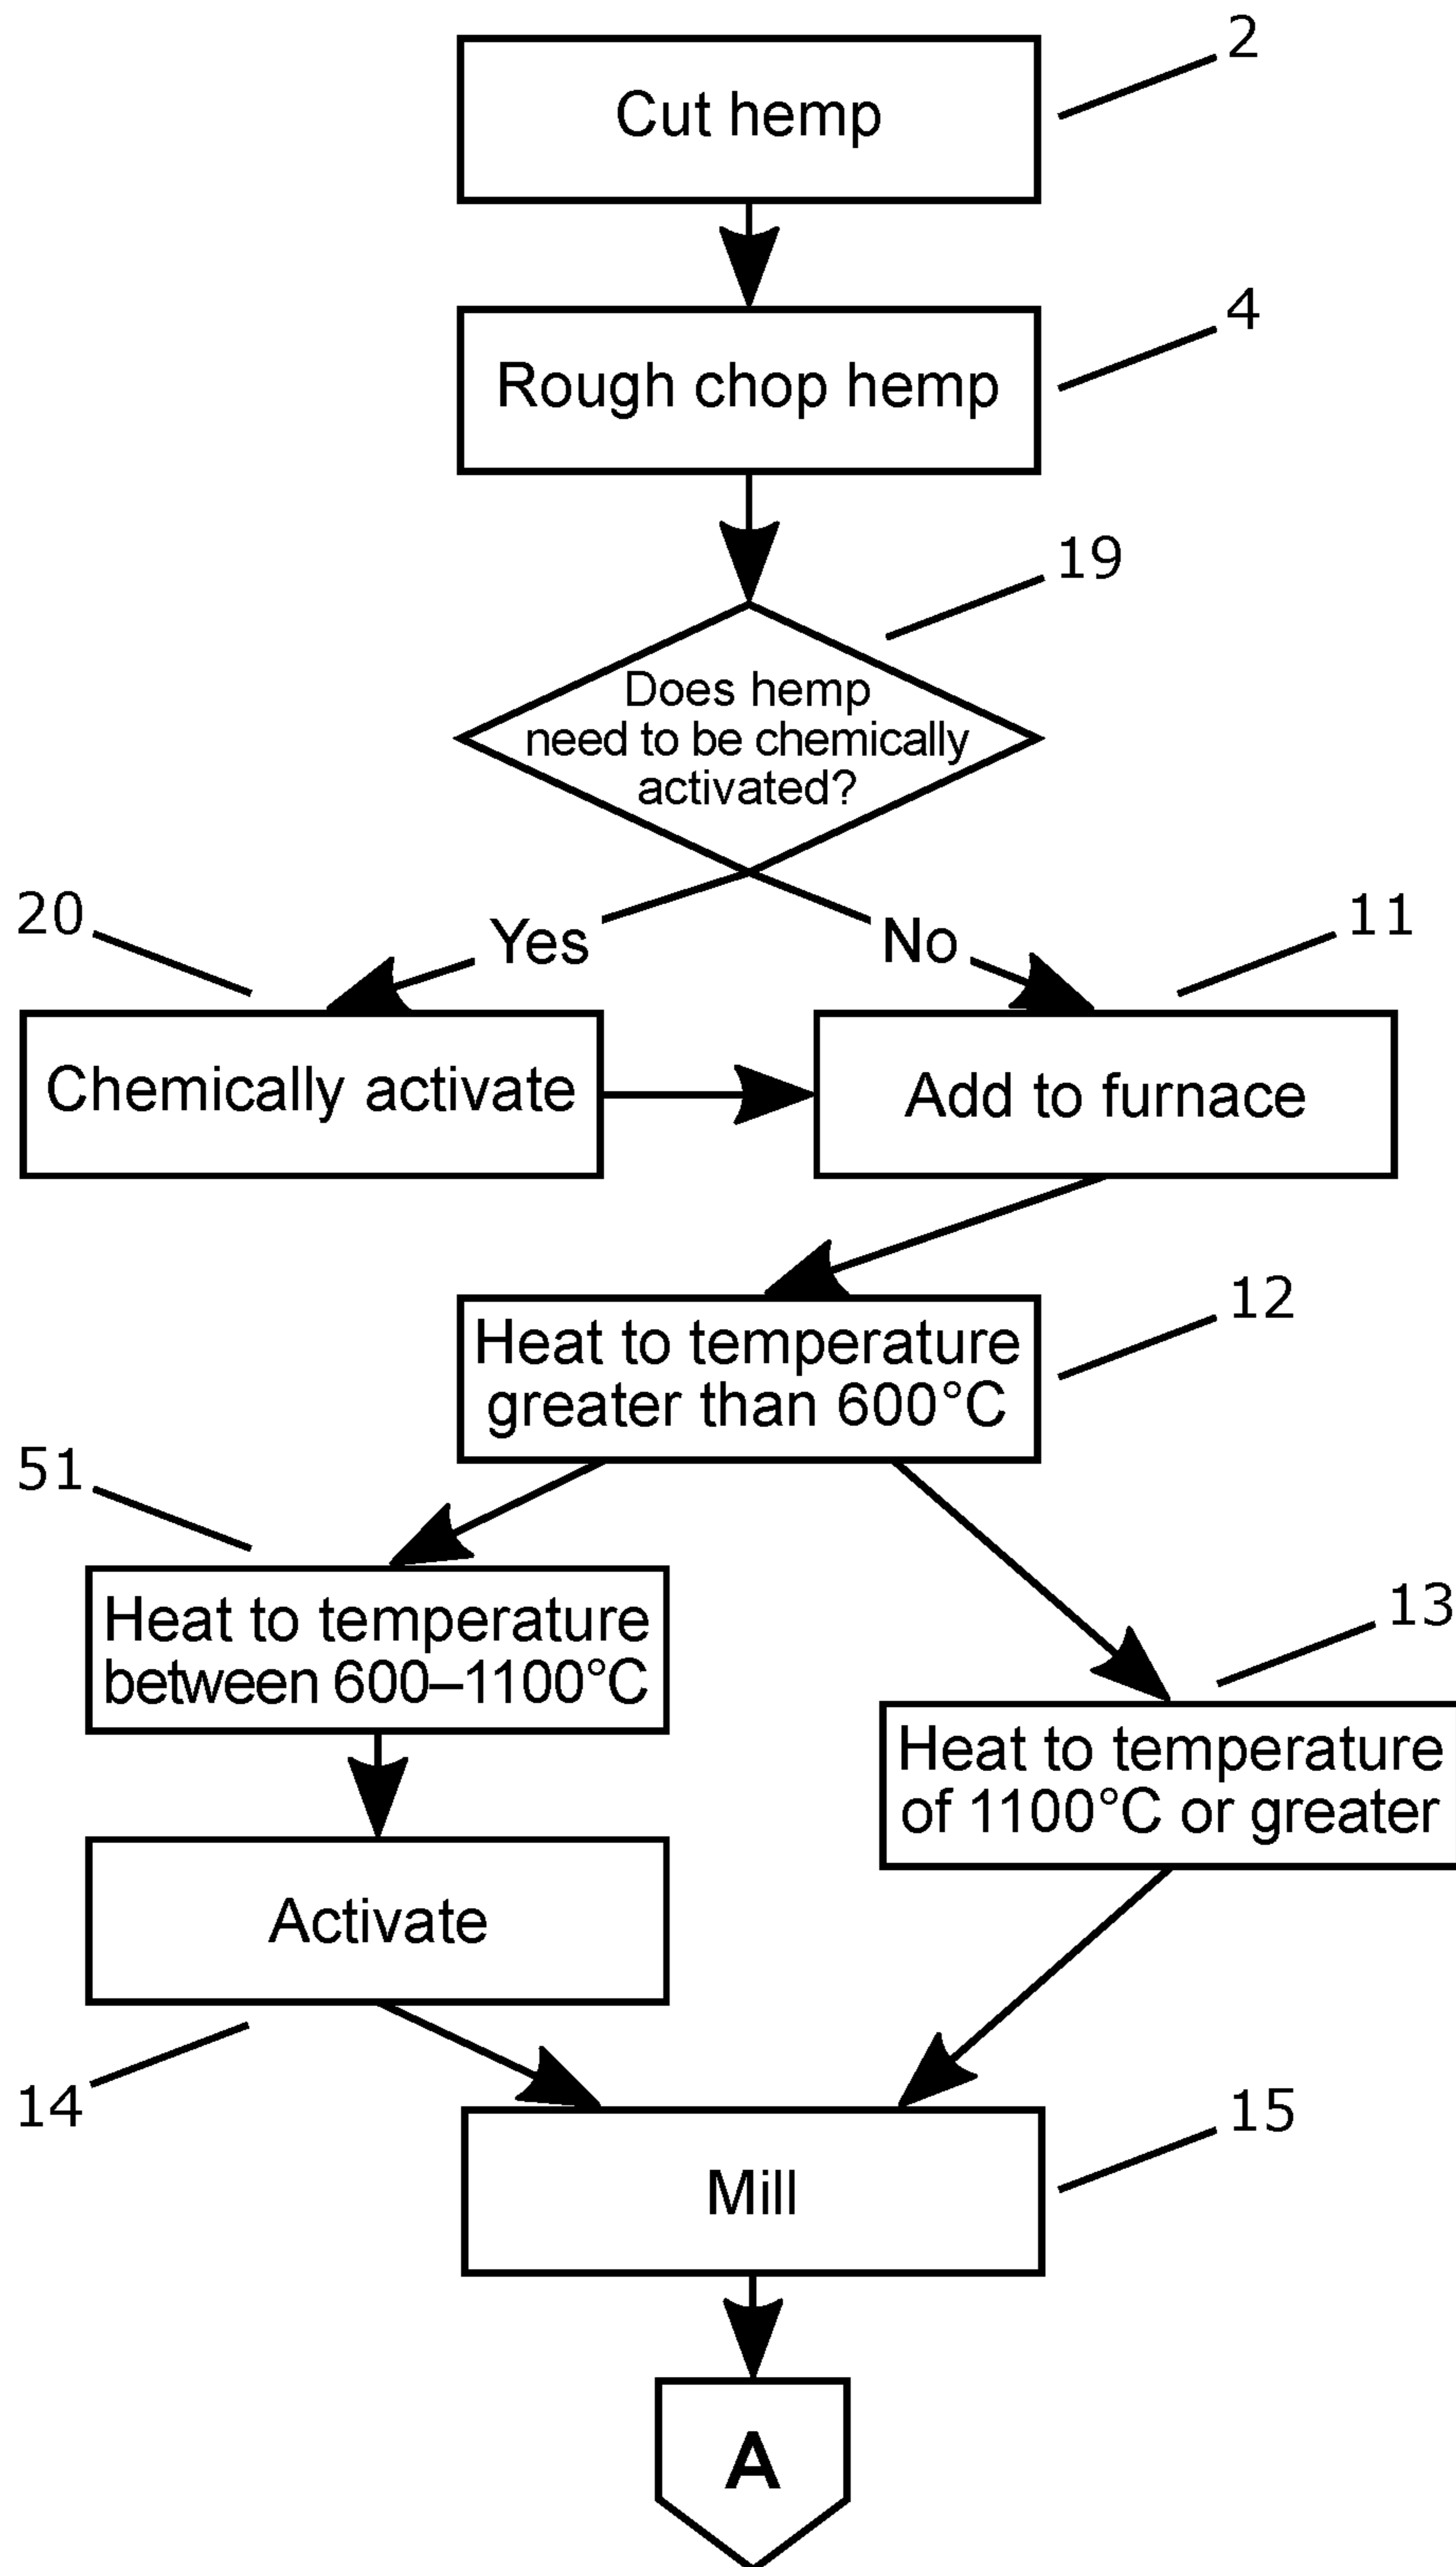 2
Cut hemp
4
Rough chop hemp
19
Does hemp
need to be chemically
activated?
20
Yes
No
11
Chemically activate
Add to furnace
12
Heat to temperature
greater than 600°C
51
Heat to temperature
between 600–1100°C
13
Heat to temperature
of 1100°C or greater
Activate
14
15
Mill
A